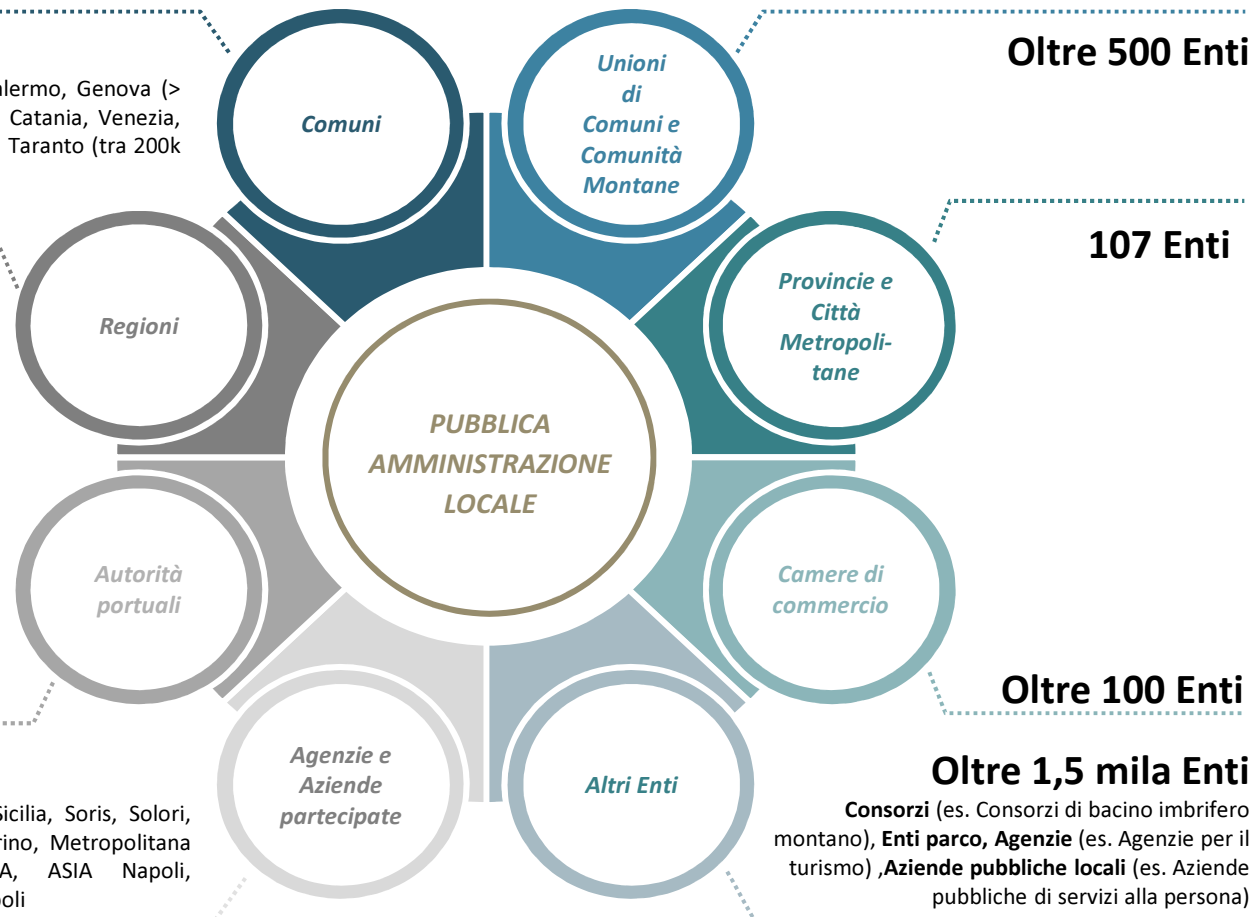 Oltre 500 Enti
Genova (>
Catania, Venezia,
Taranto (tra 200k
Comuni
Unioni
di
Comuni e
Comunità
Montane
107 Enti
Regioni
Provincie e
Città
Metropoli-
tane
PUBBLICA
AMMINISTRAZIONE
LOCALE
Autorità
portuali
Camere di
commercio
Oltre 100 Enti
Agenzie e
Aziende
partecipate
Altri Enti
Oltre 1,5 mila Enti
Consorzi (es. Consorzi di bacino imbrifero
montano), Enti parco, Agenzie (es. Agenzie per il
turismo) ,Aziende pubbliche locali (es. Aziende
pubbliche di servizi alla persona)
Sicilia, Soris, Solori,
Metropolitana
ASIA Napoli,